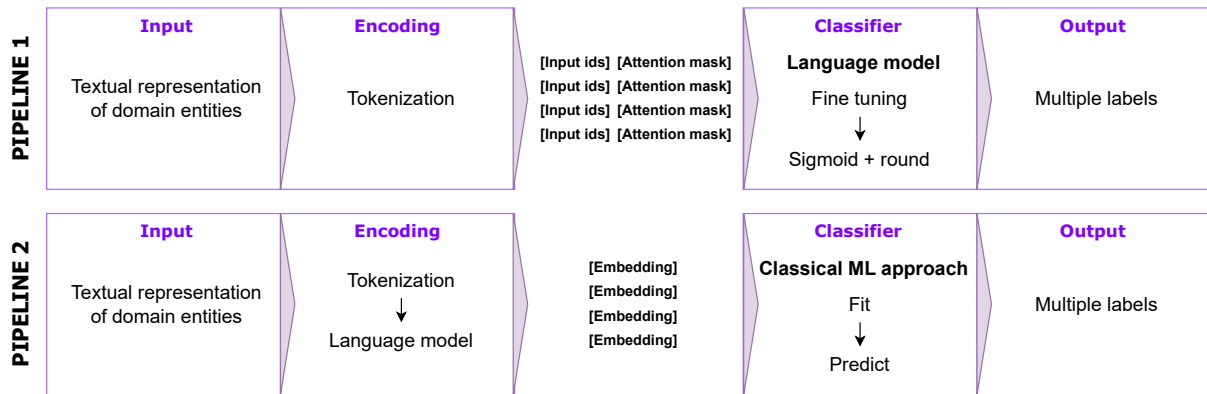 PIPELINE 1
Input
Textual representation
of domain entities
Encoding
Tokenization
[Input ids] [Attention mask]
[Input ids] [Attention mask]
[Input ids] [Attention mask]
[Input ids] [Attention mask]
Classifier
Language model
Fine tuning
Sigmoid + round
Output
Multiple labels
PIPELINE 2
Input
Textual representation
of domain entities
Encoding
Tokenization
Language model
[Embedding]
[Embedding]
[Embedding]
[Embedding]
Classifier
Classical ML approach
Fit
Predict
Output
Multiple labels